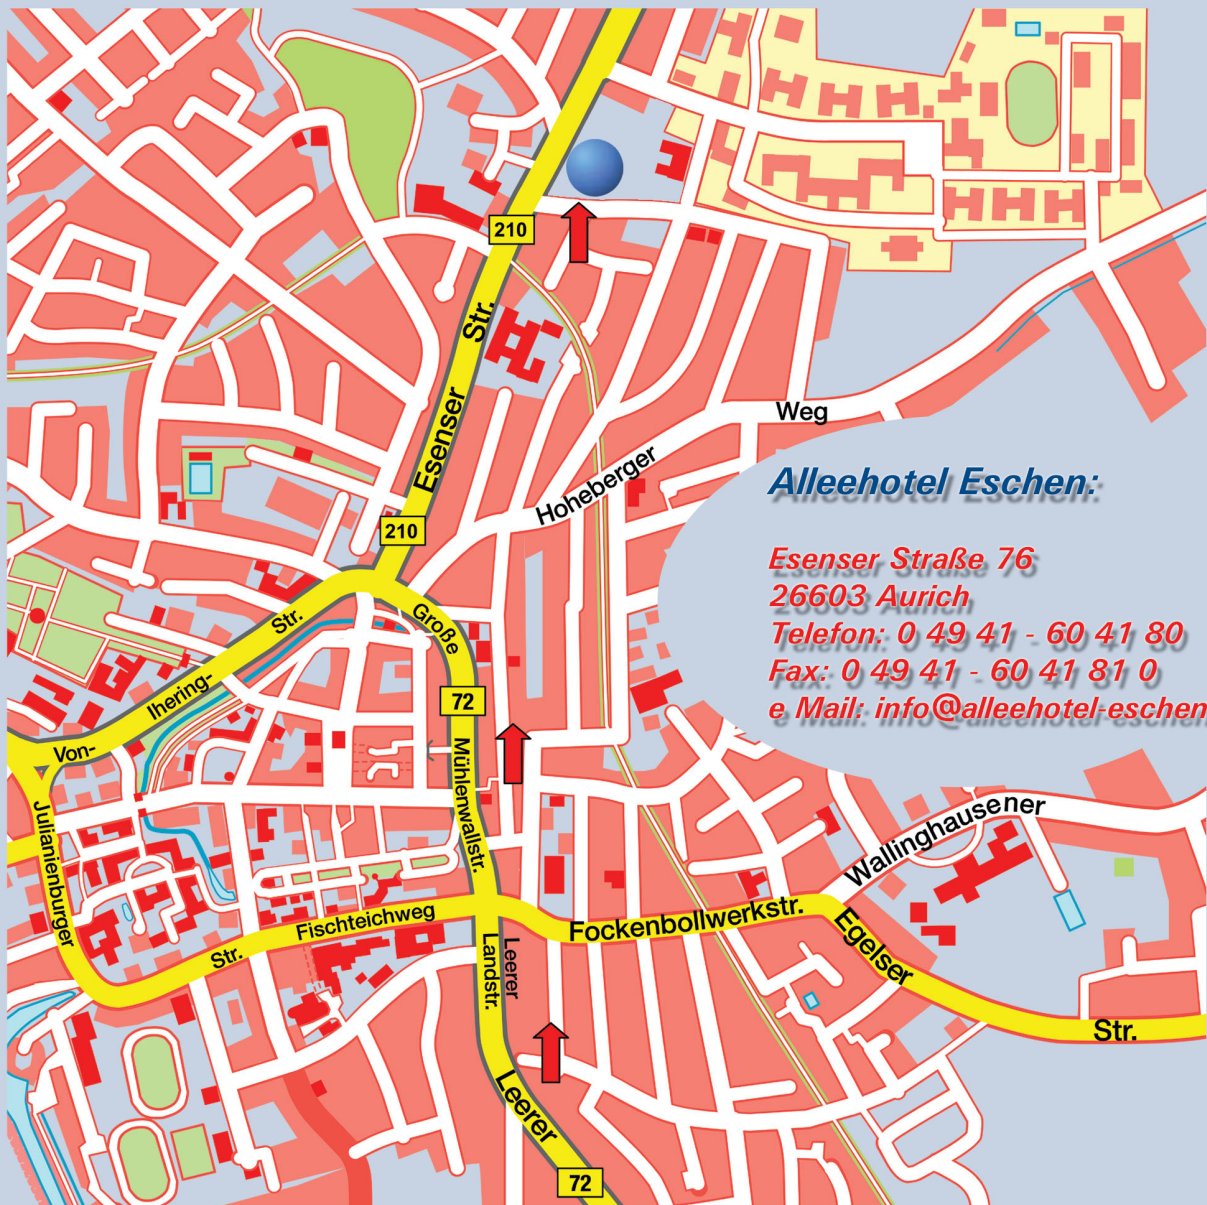 210
Esenser Str.
Weg
Hoheberger
Alleehotel Eschen:
Esenser Straße 76
26603 Aurich
Telefon: 0 49 41 - 60 41 80
Fax: 0 49 41 - 60 41 81 0
e Mail: info@alleehotel-eschen
210
Große
Mühlenwallstr.
72
Von-
Ihering-
Str.
Julianienburger
Str.
Fischteichweg
Fockenbollwerkstr.
Wallinghausener
Egelser
Str.
Leerer
Landstr.
Leerer
72